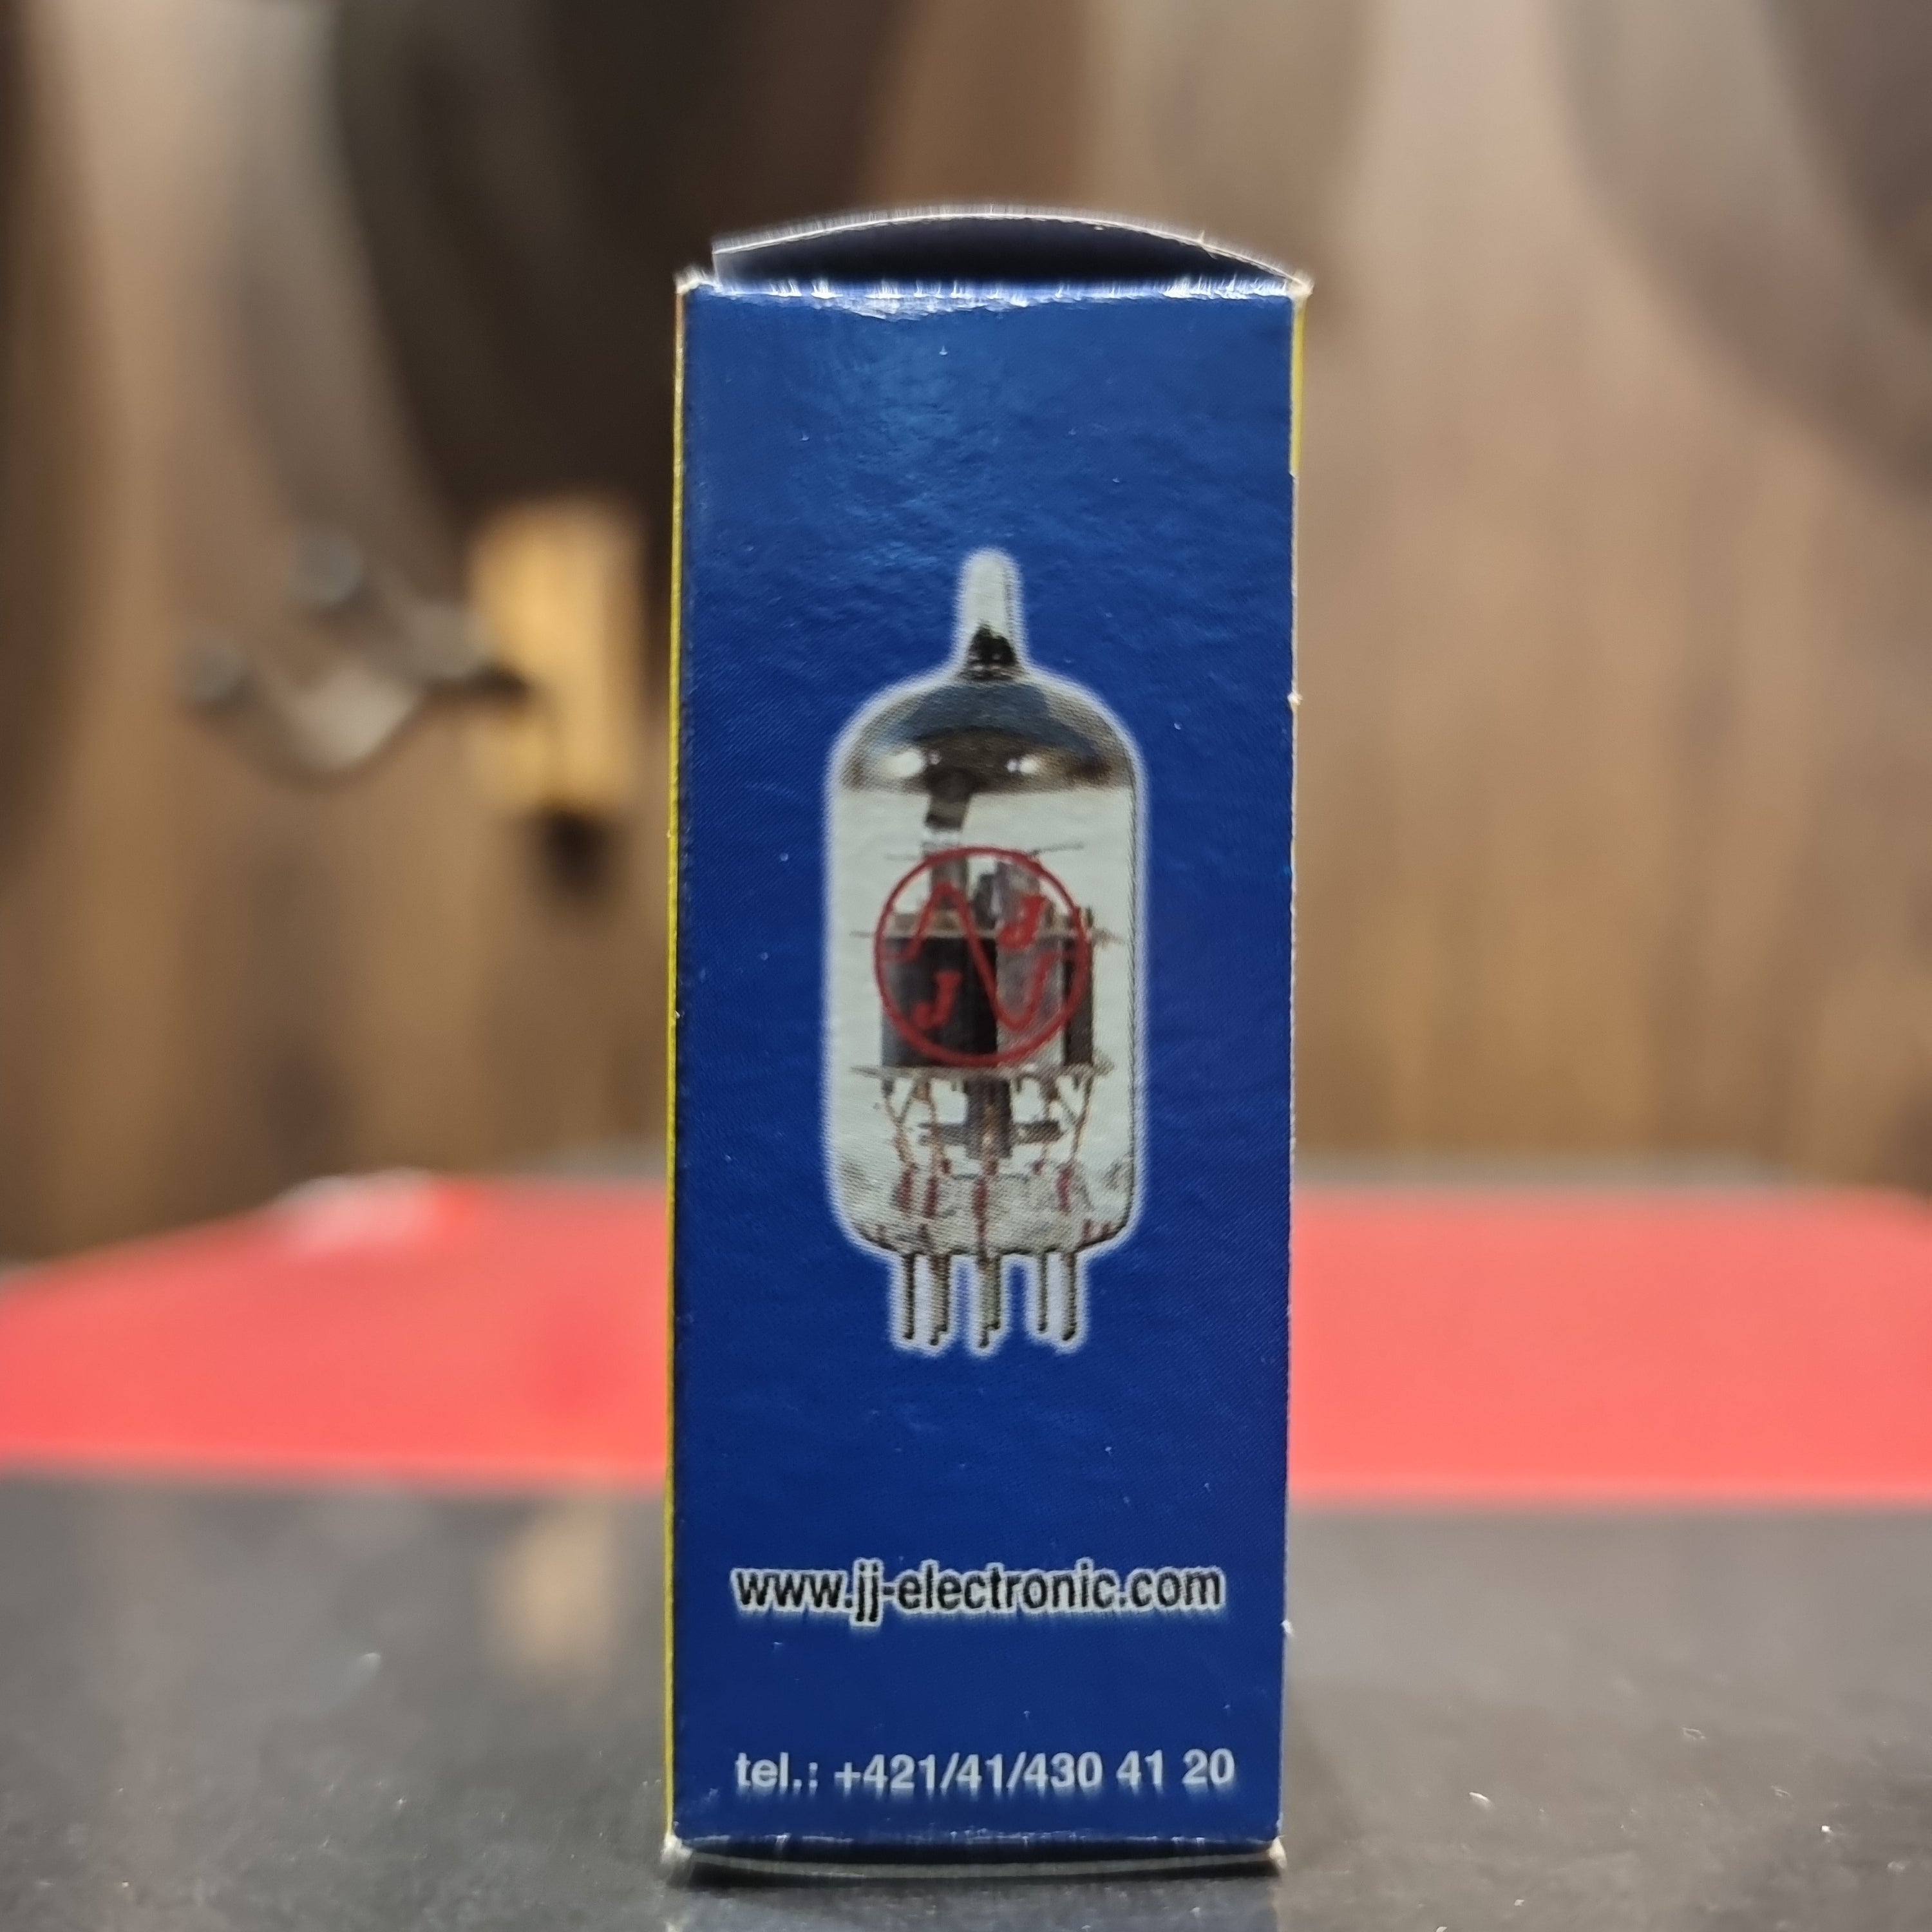 J
J
www.jj-electronic.com
tel.: +421/41/430 41 20